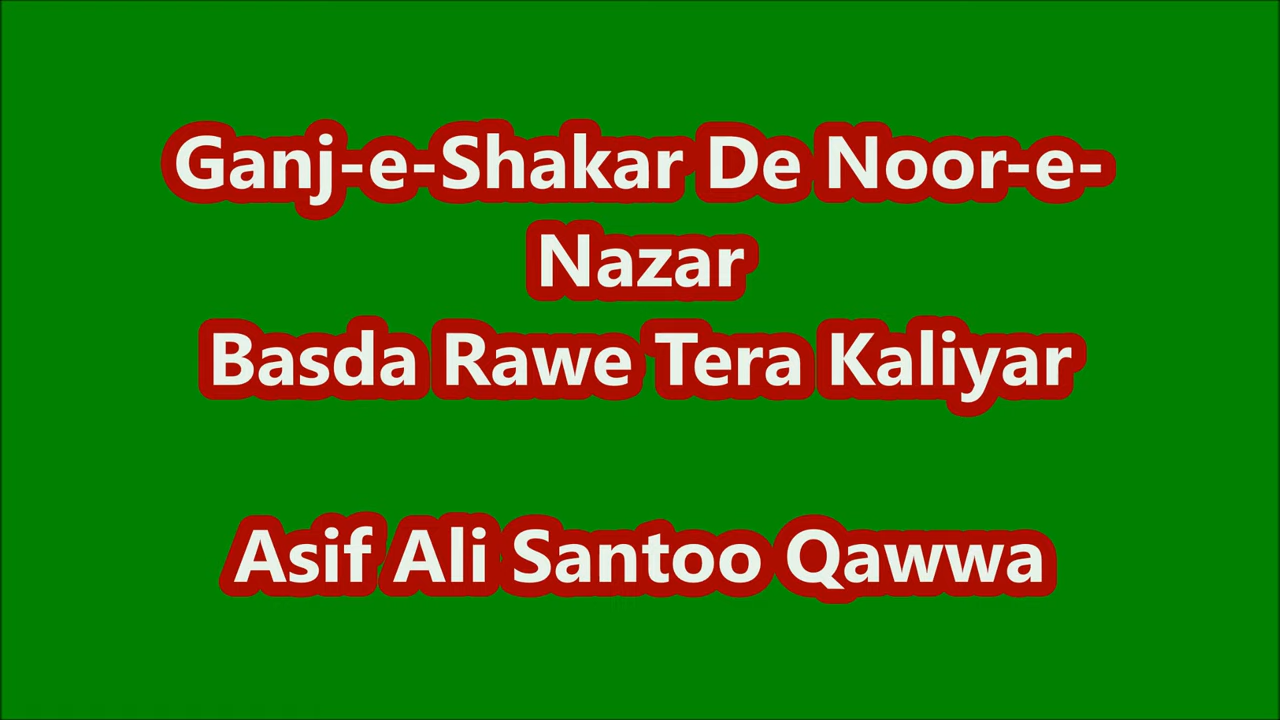 Ganj-e-Shakar De Noor-e-
Nazar
Basda Rawe Tera Kaliyar
Asif Ali Santoo Qawwa